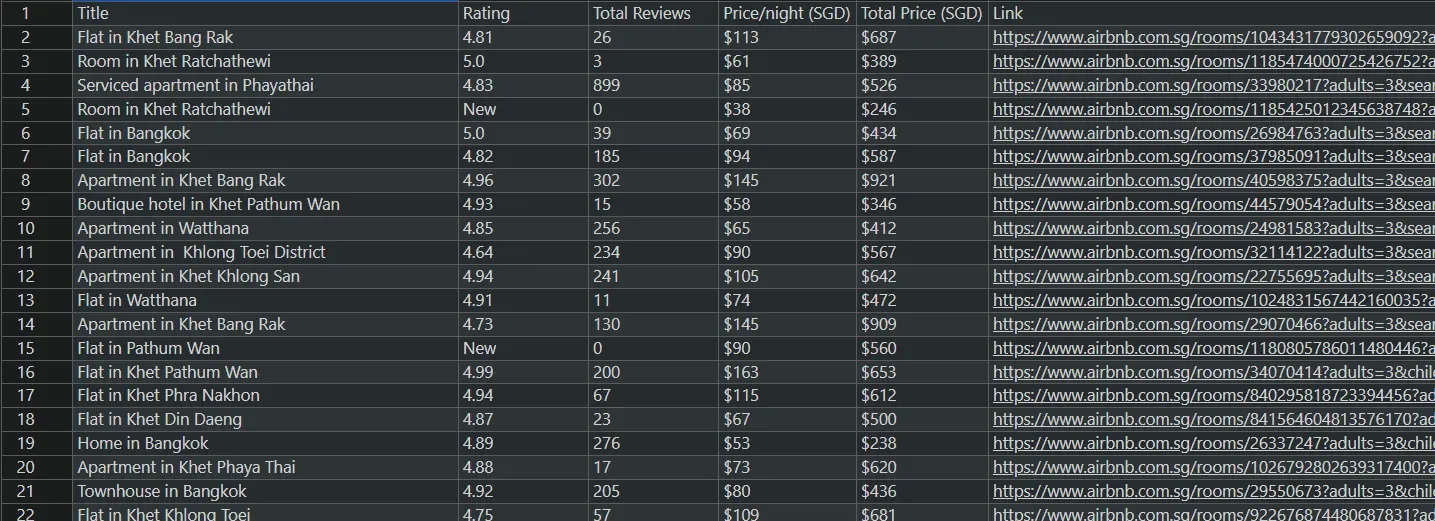 1 Title Rating Total Reviews Price/night (SGD) Total Price (SGD) Link
2 Flat in Khet Bang Rak 4.81 26 $113 $687 https://www.airbnb.com.sg/rooms/1043431779302659092?a
3 Room in Khet Ratchathewi 5.0 3 $61 $389 https://www.airbnb.com.sg/rooms/1185474000725426752?a
4 Serviced apartment in Phayathai 4.83 899 $85 $526 https://www.airbnb.com.sg/rooms/33980217?adults=3&sear
5 Room in Khet Ratchathewi New 0 $38 $246 https://www.airbnb.com.sg/rooms/1185425012345638748?a
6 Flat in Bangkok 5.0 39 $69 $434 https://www.airbnb.com.sg/rooms/26984763?adults=3&sear
7 Flat in Bangkok 4.82 185 $94 $587 https://www.airbnb.com.sg/rooms/37985091?adults=3&sear
8 Apartment in Khet Bang Rak 4.96 302 $145 $921 https://www.airbnb.com.sg/rooms/40598375?adults=3&sear
9 Boutique hotel in Khet Pathum Wan 4.93 15 $58 $346 https://www.airbnb.com.sg/rooms/44579054?adults=3&sear
10 Apartment in Watthana 4.85 256 $65 $412 https://www.airbnb.com.sg/rooms/24981583?adults=3&sear
11 Apartment in  Khlong Toei District 4.64 234 $90 $567 https://www.airbnb.com.sg/rooms/32114122?adults=3&sear
12 Apartment in Khet Khlong San 4.94 241 $105 $642 https://www.airbnb.com.sg/rooms/22755695?adults=3&sear
13 Flat in Watthana 4.91 11 $74 $472 https://www.airbnb.com.sg/rooms/1024831567442160035?a
14 Apartment in Khet Bang Rak 4.73 130 $145 $909 https://www.airbnb.com.sg/rooms/29070466?adults=3&sear
15 Flat in Pathum Wan New 0 $90 $560 https://www.airbnb.com.sg/rooms/1180805786011480446?a
16 Flat in Khet Pathum Wan 4.99 200 $163 $653 https://www.airbnb.com.sg/rooms/34070414?adults=3&chil
17 Flat in Khet Phra Nakhon 4.94 67 $115 $612 https://www.airbnb.com.sg/rooms/840295818723394456?ad
18 Flat in Khet Din Daeng 4.87 23 $67 $500 https://www.airbnb.com.sg/rooms/841564604813576170?ad
19 Home in Bangkok 4.89 276 $53 $238 https://www.airbnb.com.sg/rooms/26337247?adults=3&chil
20 Apartment in Khet Phaya Thai 4.88 17 $73 $620 https://www.airbnb.com.sg/rooms/1026792802639317400?a
21 Townhouse in Bangkok 4.92 205 $80 $436 https://www.airbnb.com.sg/rooms/29550673?adults=3&chil
22 Flat in Khet Khlong Toei 4.75 57 $109 $681 https://www.airbnb.com.sg/rooms/922676874480687831?ad